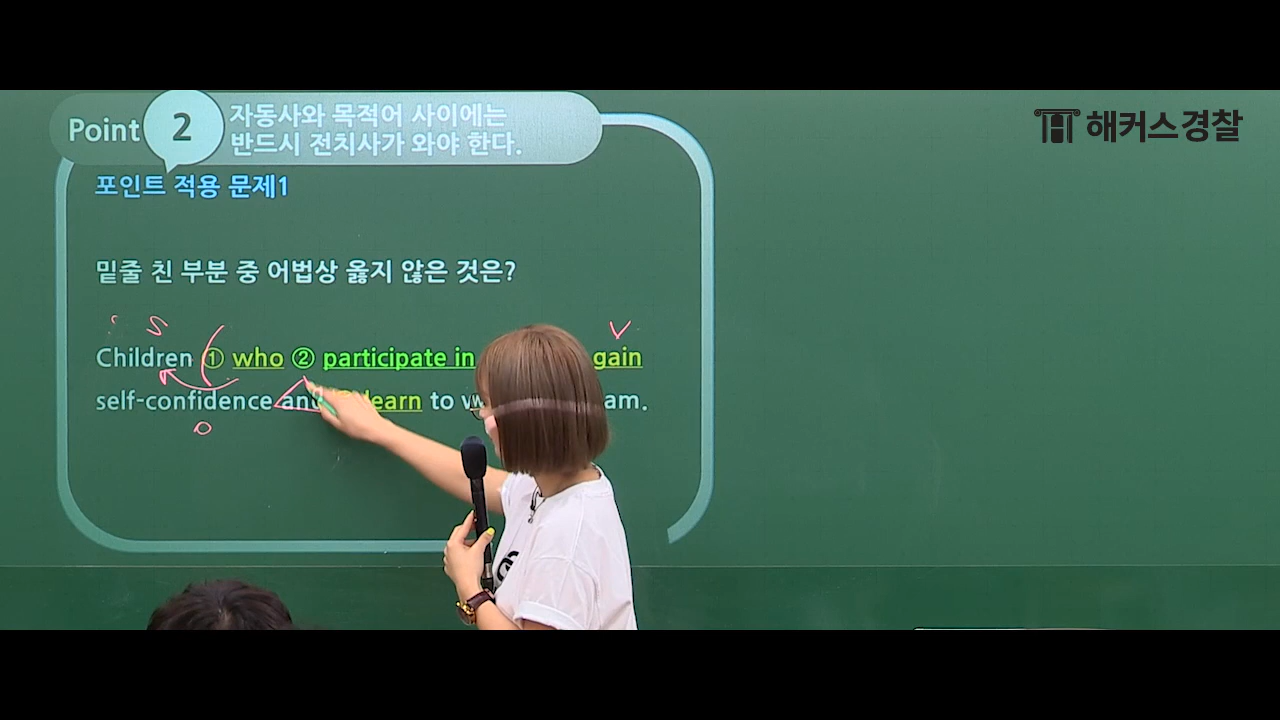 Point 2 자동사와 목적어 사이에는
반드시 전치사가 와야 한다.
해커스경찰
포인트 적용 문제1
밑줄 친 부분 중 어법상 옳지 않은 것은?
S V
Children ① who ② participate in gain
self-confidence and learn to am.
O